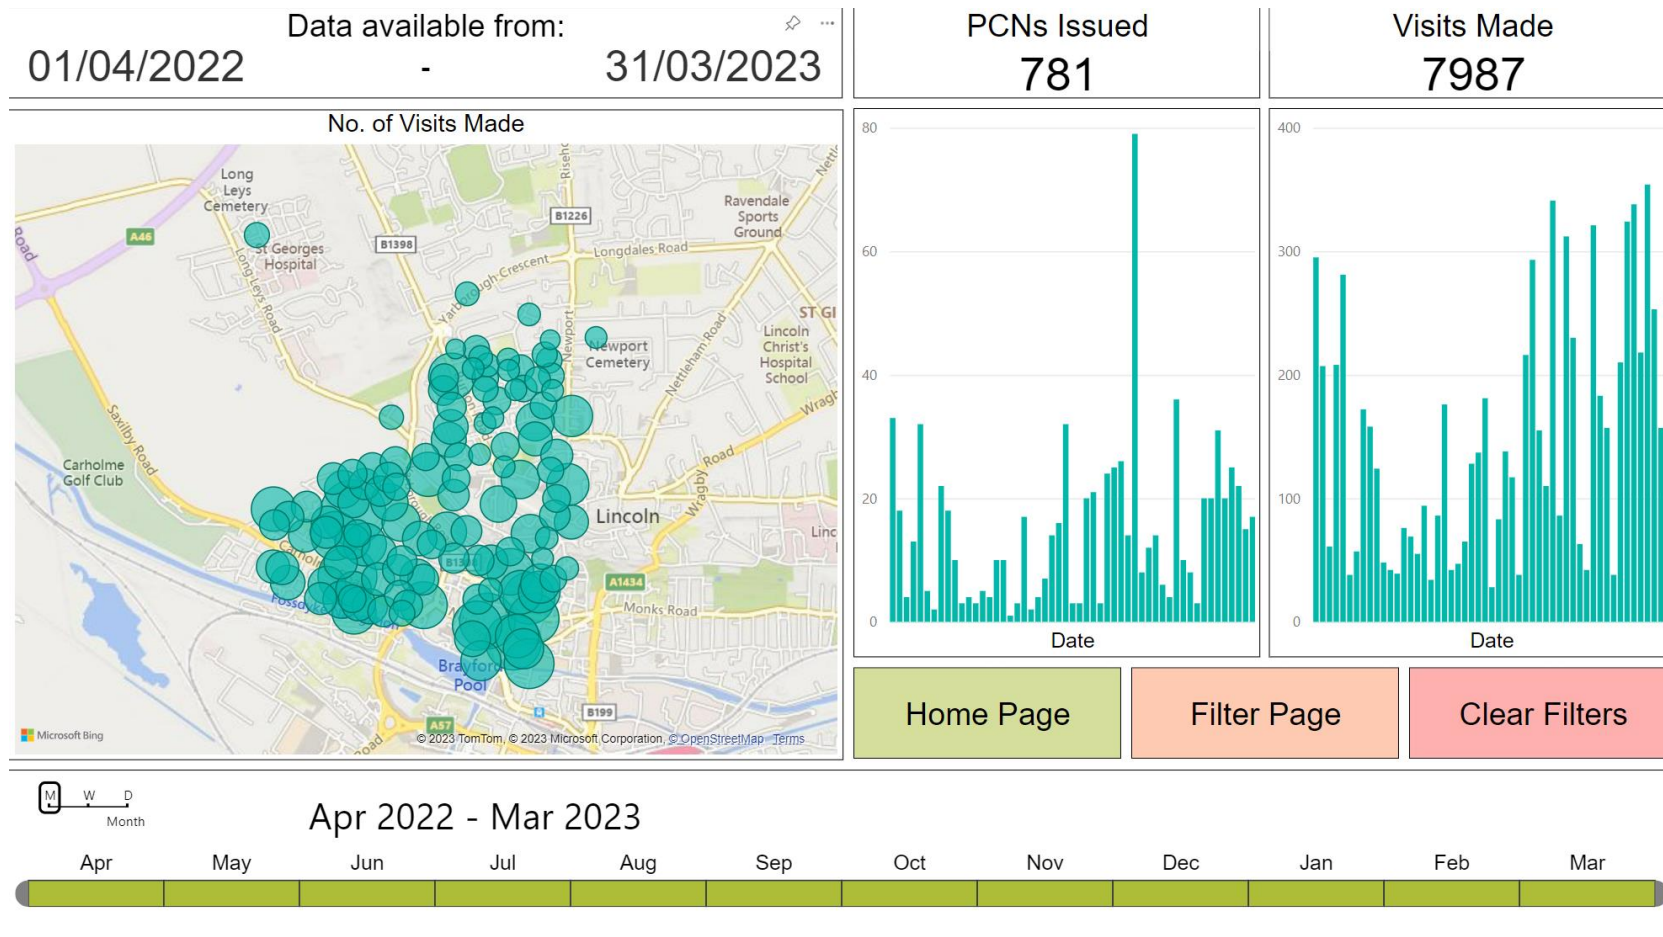 Data available from:
01/04/2022 - 31/03/2023
PCNs Issued
781
Visits Made
7987
No. of Visits Made
Long
Leys
Cemetery
A46
Road
St Georges
Hospital
Long Leys Road
B1398
B1226
Longdales Road
Yarborough Crescent
Ravendale
Sports
Ground
Newport
Newport
Cemetery
Nettleham Road
ST GI
Lincoln
Christ's
Hospital
School
Saxilby Road
Carholme
Golf Club
Wragby Road
Lincoln
A1434
Monks Road
Brayford
Pool
B199
A57
Road
Microsoft Bing
© 2023 TomTom, © 2023 Microsoft Corporation, © OpenStreetMap Terms
80
60
40
20
0
Date
400
300
200
100
0
Date
Home Page
Filter Page
Clear Filters
M W D
Month
Apr 2022 - Mar 2023
Apr May Jun Jul Aug Sep Oct Nov Dec Jan Feb Mar